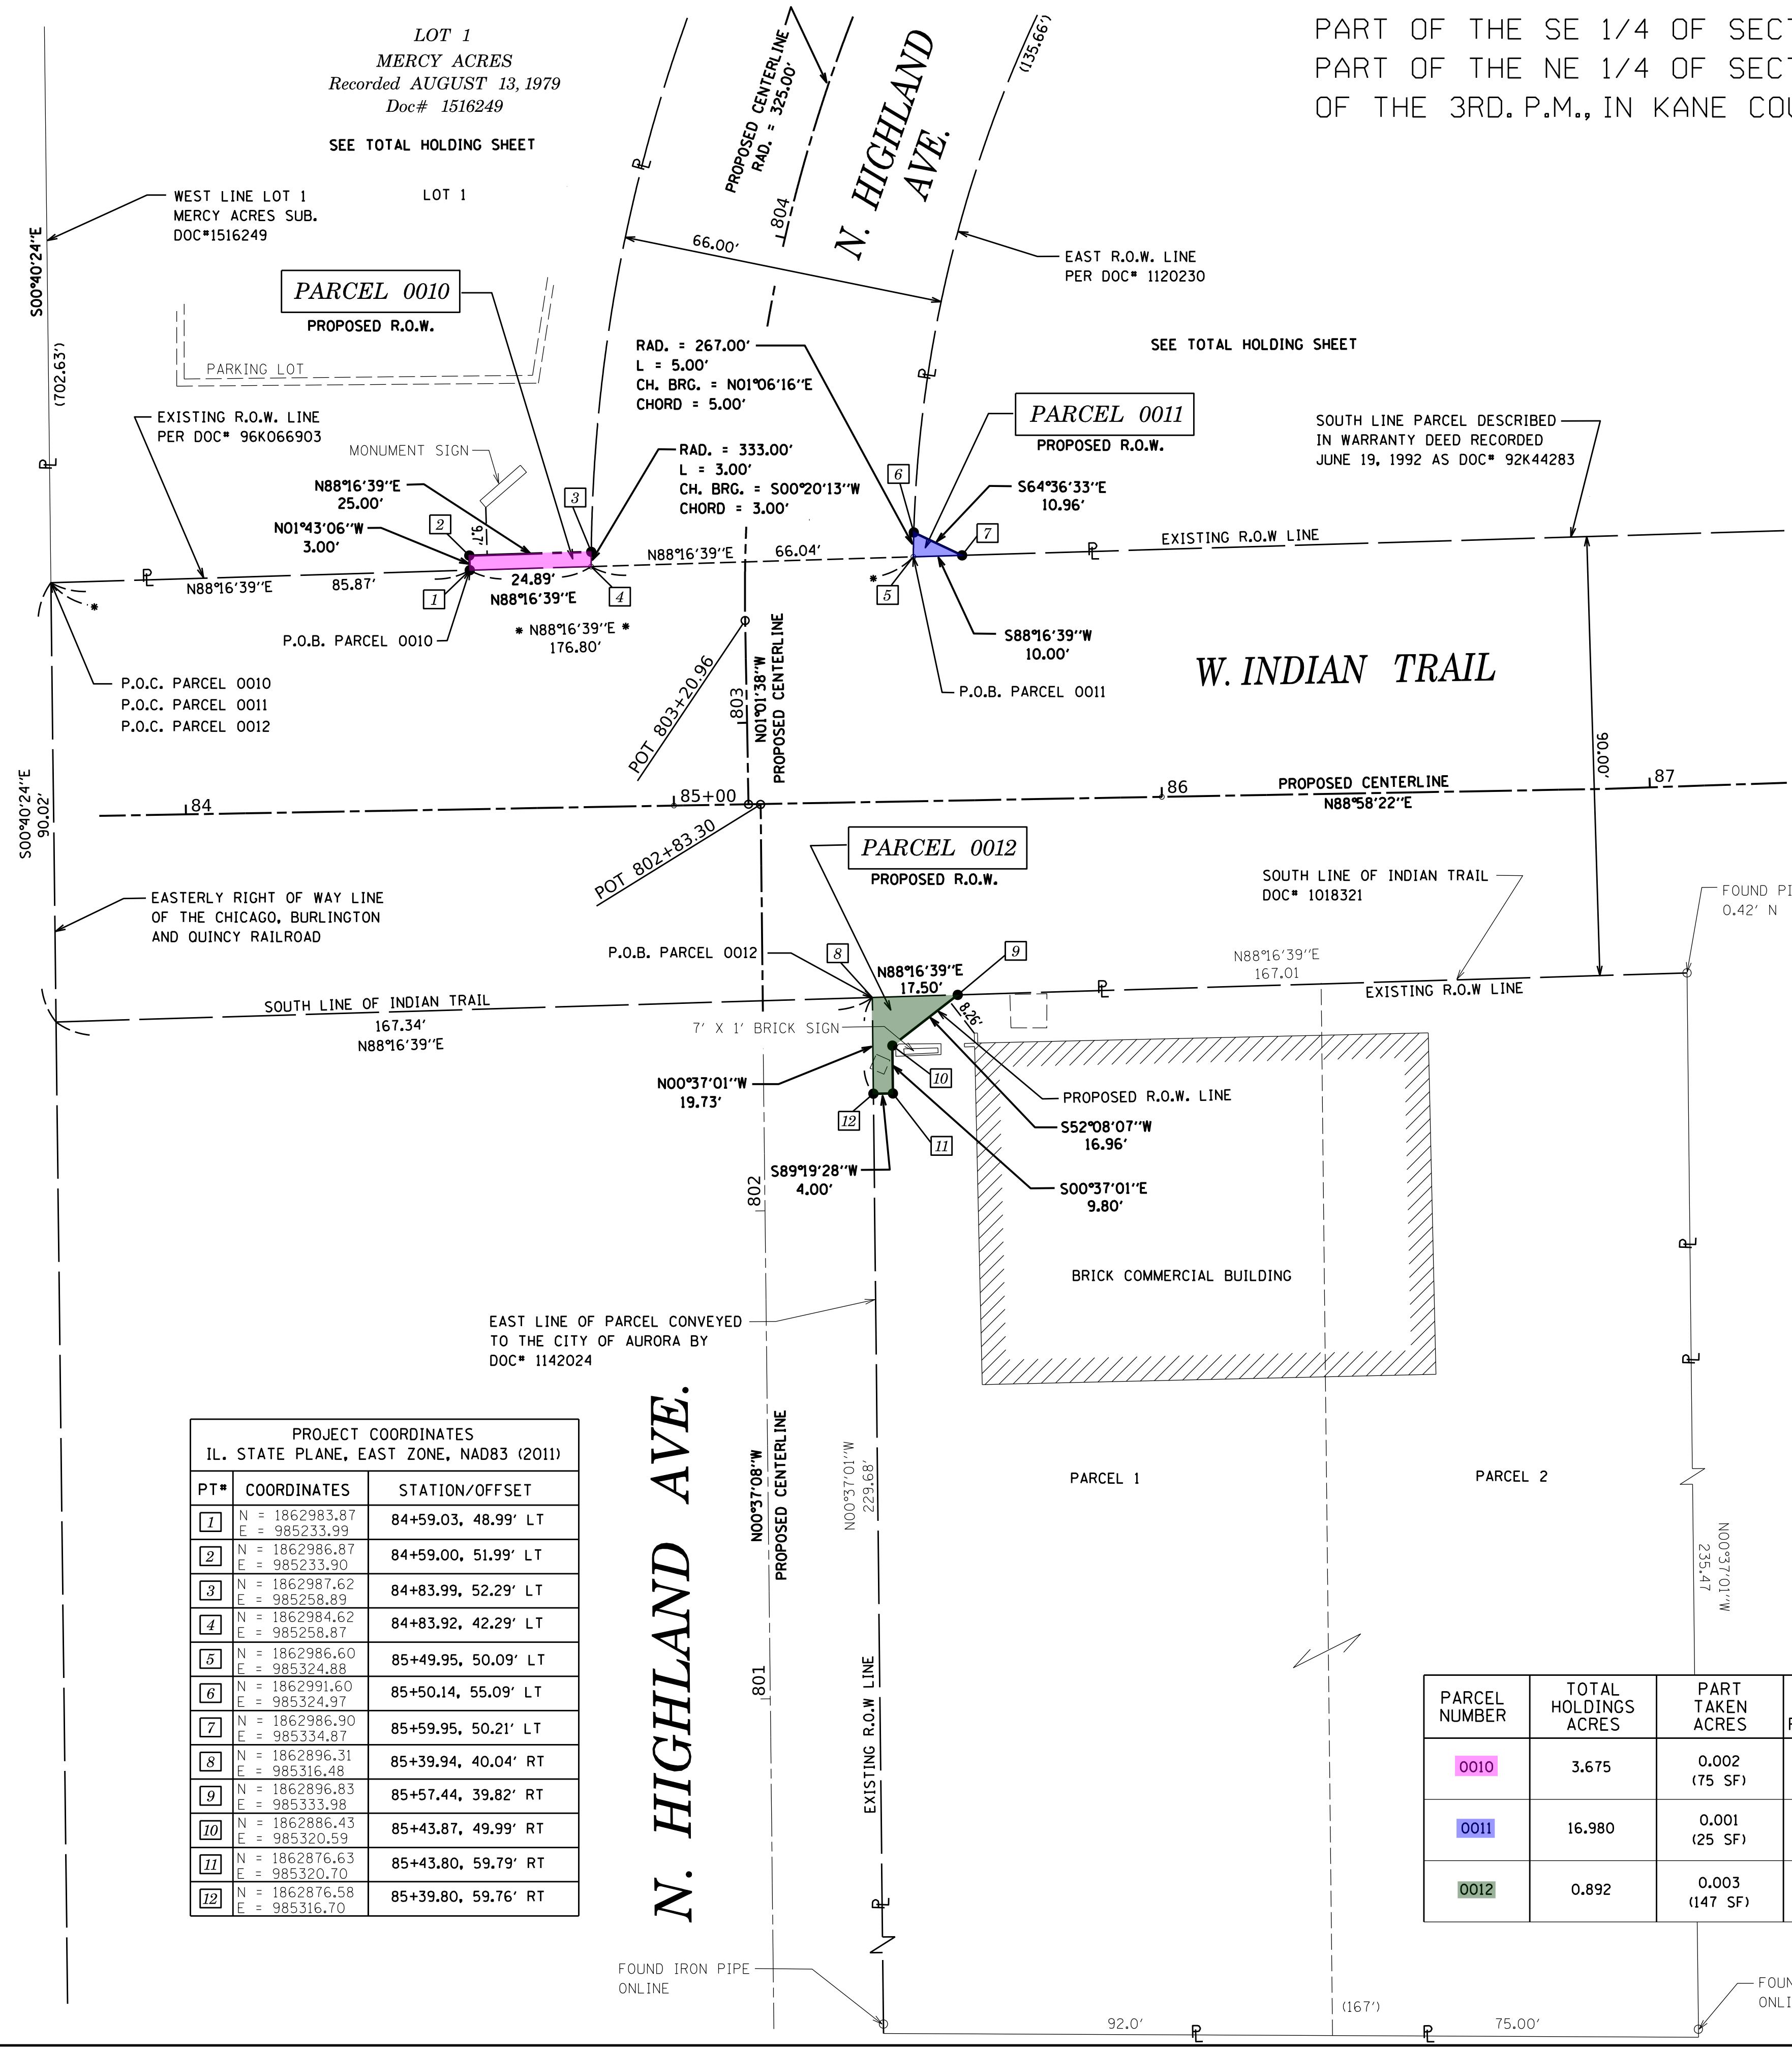 LOT 1
MERCY ACRES
Recorded AUGUST 13, 1979
Doc# 1516249
SEE TOTAL HOLDING SHEET
PART OF THE SE 1/4 OF SECT
PART OF THE NE 1/4 OF SECT
OF THE 3RD. P.M., IN KANE COU
PROPOSED CENTERLINE
RAD. = 325.00'
N. HIGHLAND
AVE.
(135.66')
804
66.00'
WEST LINE LOT 1
MERCY ACRES SUB.
DOC#1516249
LOT 1
S00°40'24"E
(702.63')
EAST R.O.W. LINE
PER DOC# 1120230
PARCEL 0010
PROPOSED R.O.W.
PARKING LOT
RAD. = 267.00'
L = 5.00'
CH. BRG. = N01°06'16"E
CHORD = 5.00'
SEE TOTAL HOLDING SHEET
PARCEL 0011
PROPOSED R.O.W.
EXISTING R.O.W. LINE
PER DOC# 96K066903
MONUMENT SIGN
RAD. = 333.00'
L = 3.00'
CH. BRG. = S00°20'13"W
CHORD = 3.00'
SOUTH LINE PARCEL DESCRIBED
IN WARRANTY DEED RECORDED
JUNE 19, 1992 AS DOC# 92K44283
N88°16'39"E
25.00'
N01°43'06"W
3.00'
2
3
9.7'
6
S64°36'33"E
10.96'
7
EXISTING R.O.W LINE
N88°16'39"E 66.04'
N88°16'39"E 85.87'
*
1
24.89'
N88°16'39"E
4
* N88°16'39"E *
176.80'
*
5
P.O.B. PARCEL 0010
S88°16'39"W
10.00'
P.O.B. PARCEL 0011
W. INDIAN TRAIL
P.O.C. PARCEL 0010
P.O.C. PARCEL 0011
P.O.C. PARCEL 0012
POT 803+20.96
803
N01°01'38"W
PROPOSED CENTERLINE
90.00'
S00°40'24"E
90.02'
84
85+00
86
87
PROPOSED CENTERLINE
N88°58'22"E
POT 802+83.30
PARCEL 0012
PROPOSED R.O.W.
EASTERLY RIGHT OF WAY LINE
OF THE CHICAGO, BURLINGTON
AND QUINCY RAILROAD
SOUTH LINE OF INDIAN TRAIL
DOC# 1018321
FOUND PI
0.42' N
P.O.B. PARCEL 0012
8
N88°16'39"E
17.50'
9
N88°16'39"E
167.01
EXISTING R.O.W LINE
SOUTH LINE OF INDIAN TRAIL
167.34'
N88°16'39"E
7' X 1' BRICK SIGN
8.26'
10
N00°37'01"W
19.73'
PROPOSED R.O.W. LINE
12
11
S52°08'07"W
16.96'
S89°19'28"W
4.00'
S00°37'01"E
9.80'
802
BRICK COMMERCIAL BUILDING
EAST LINE OF PARCEL CONVEYED
TO THE CITY OF AURORA BY
DOC# 1142024
N. HIGHLAND AVE.
N00°37'08"W
PROPOSED CENTERLINE
N00°37'01"W
229.68'
PARCEL 1
PARCEL 2
N00°37'01"W
235.47
801
EXISTING R.O.W LINE
PROJECT COORDINATES
IL. STATE PLANE, EAST ZONE, NAD83 (2011)
PT# COORDINATES STATION/OFFSET
1 N = 1862983.87 E = 985233.99 84+59.03, 48.99' LT
2 N = 1862986.87 E = 985233.90 84+59.00, 51.99' LT
3 N = 1862987.62 E = 985258.89 84+83.99, 52.29' LT
4 N = 1862984.62 E = 985258.87 84+83.92, 42.29' LT
5 N = 1862986.60 E = 985324.88 85+49.95, 50.09' LT
6 N = 1862991.60 E = 985324.97 85+50.14, 55.09' LT
7 N = 1862986.90 E = 985334.87 85+59.95, 50.21' LT
8 N = 1862896.31 E = 985316.48 85+39.94, 40.04' RT
9 N = 1862896.83 E = 985333.98 85+57.44, 39.82' RT
10 N = 1862886.43 E = 985320.59 85+43.87, 49.99' RT
11 N = 1862876.63 E = 985320.70 85+43.80, 59.79' RT
12 N = 1862876.58 E = 985316.70 85+39.80, 59.76' RT
PARCEL NUMBER TOTAL HOLDINGS ACRES PART TAKEN ACRES
0010 3.675 0.002 (75 SF)
0011 16.980 0.001 (25 SF)
0012 0.892 0.003 (147 SF)
FOUND IRON PIPE
ONLINE
92.0'
(167')
75.00'
FOUN
ONLI